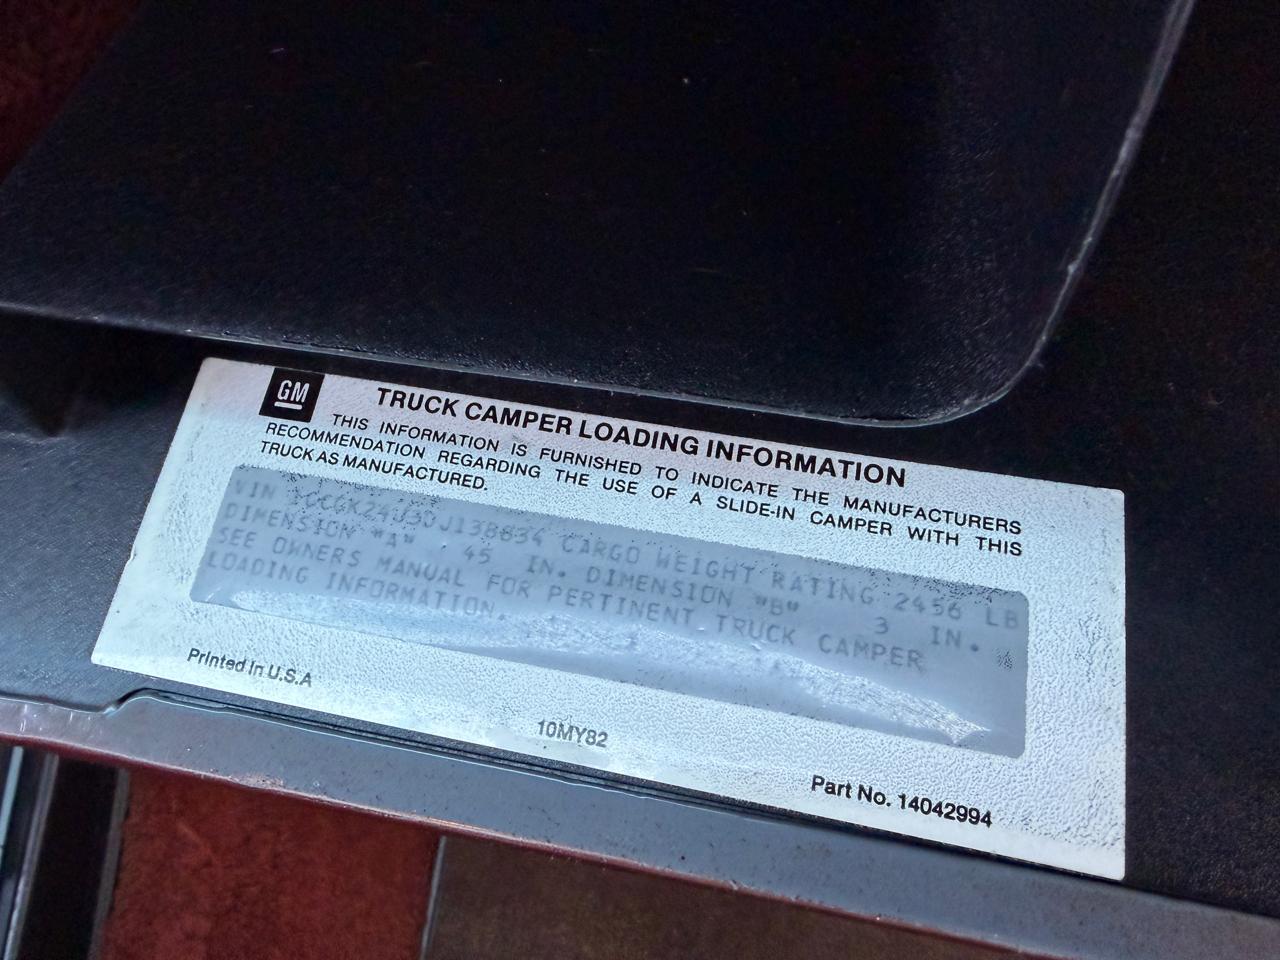 GM
TRUCK CAMPER LOADING INFORMATION
THIS INFORMATION IS FURNISHED TO INDICATE THE MANUFACTURERS
RECOMMENDATION REGARDING THE USE OF A SLIDE-IN CAMPER WITH THIS
TRUCK AS MANUFACTURED.
VIN CARGO WEIGHT RATING 2456 LB
DIMENSION "A" . 45 IN. DIMENSION "B" 3 IN.
SEE OWNERS MANUAL FOR PERTINENT TRUCK CAMPER
LOADING INFORMATION.
Printed in U.S.A
10MY82
Part No. 14042994